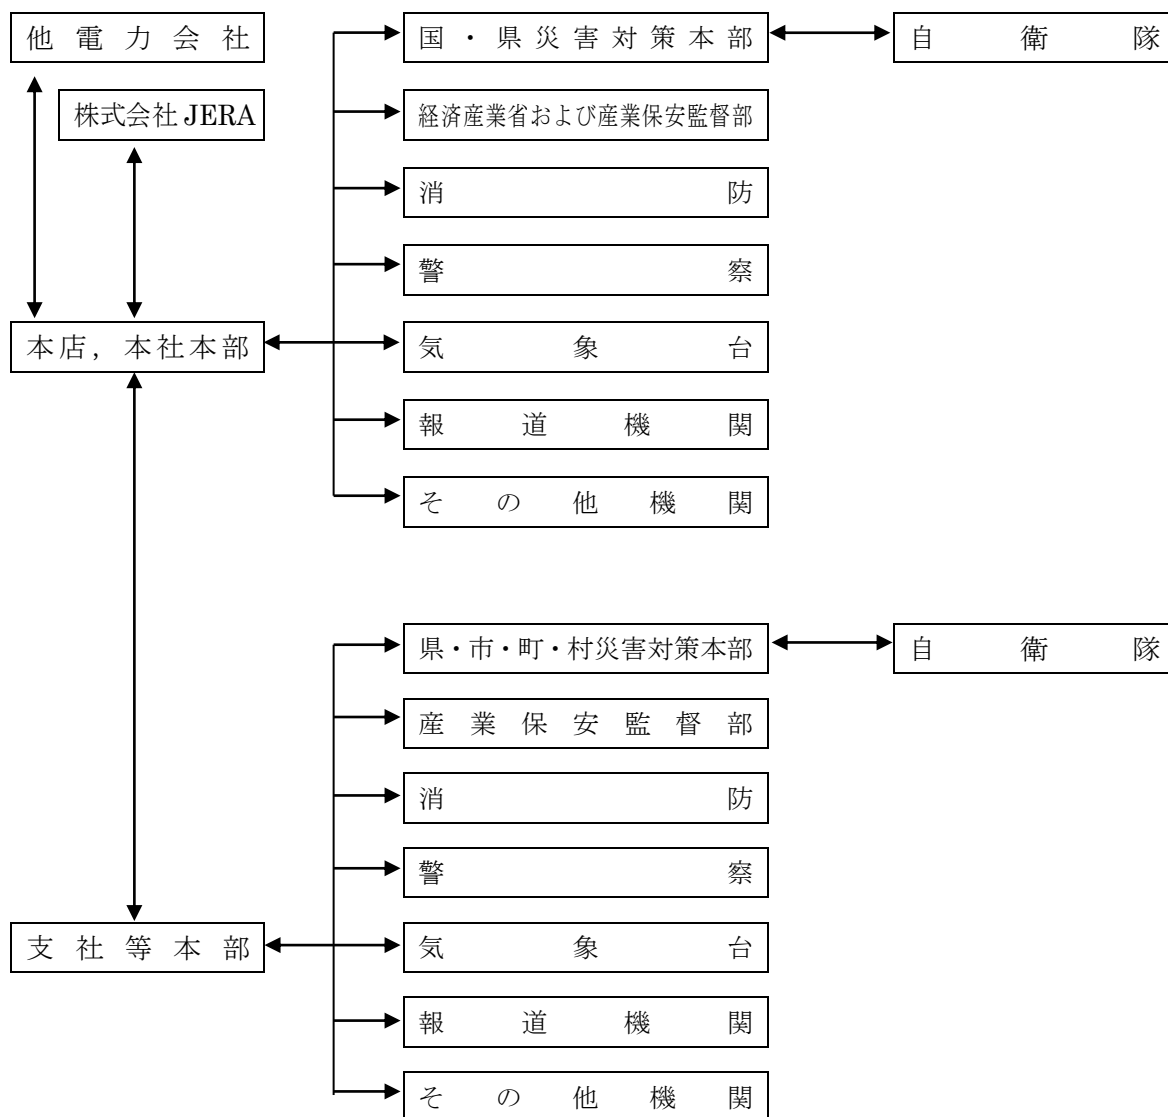 他電力会社
株式会社JERA
本店，本社本部
国・県災害対策本部
自衛隊
経済産業省および産業保安監督部
消防
警察
気象台
報道機関
その他機関
支社等本部
県・市・町・村災害対策本部
自衛隊
産業保安監督部
消防
警察
気象台
報道機関
その他機関